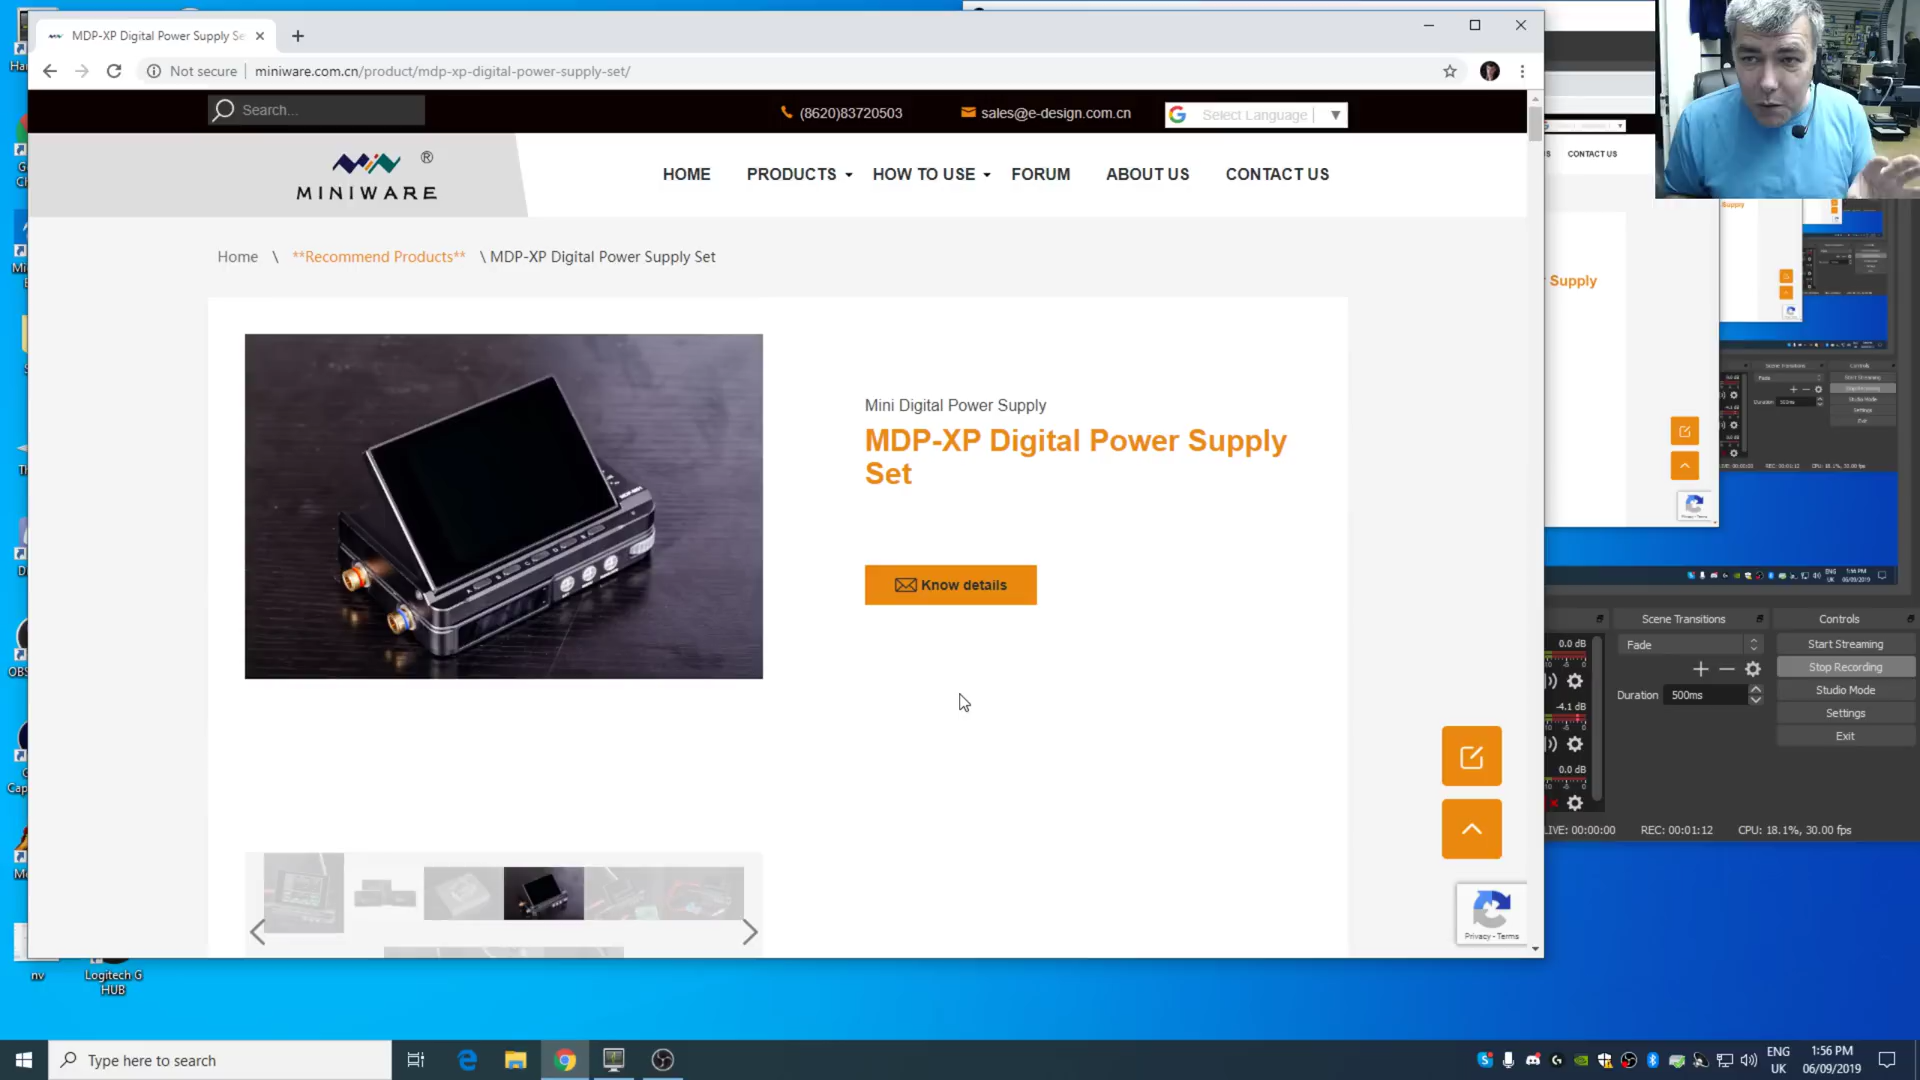 MDP-XP Digital Power Supply Se
Not secure
miniware.com.cn/product/mdp-xp-digital-power-supply-set/
Search...
(8620)83720503
sales@e-design.com.cn
Select Language
MINIWARE ®
HOME
PRODUCTS
HOW TO USE
FORUM
ABOUT US
CONTACT US
CONTACT US
Home \ **Recommend Products** \ MDP-XP Digital Power Supply Set
Supply
Supply
Mini Digital Power Supply
MDP-XP Digital Power Supply
Set
Know details
Privacy - Terms
Scene Transitions
Controls
0.0 dB
Fade
Start Streaming
Stop Recording
Duration 500ms
Studio Mode
-4.1 dB
Settings
Exit
0.0 dB
LIVE: 00:00:00
REC: 00:01:12
CPU: 18.1%, 30.00 fps
nv
Logitech G
HUB
Type here to search
ENG
UK
1:56 PM
06/09/2019